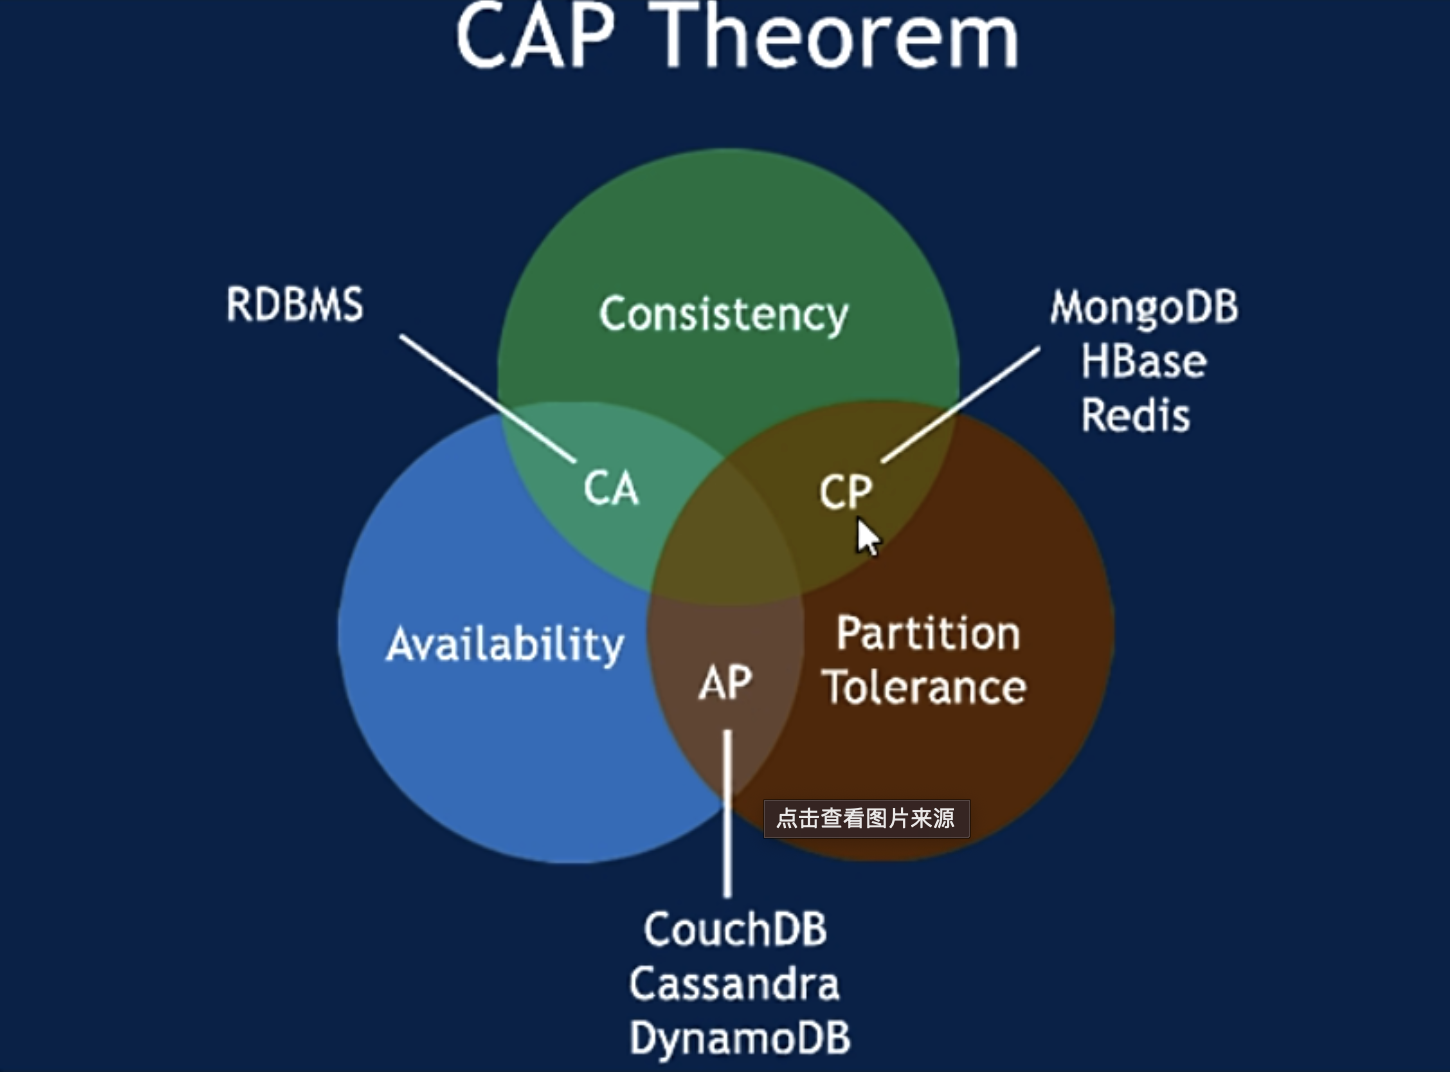 CAP Theorem
Consistency
RDBMS
MongoDB
HBase
Redis
CA
CP
Availability
Partition
Tolerance
AP
点击查看图片来源
CouchDB
Cassandra
DynamoDB